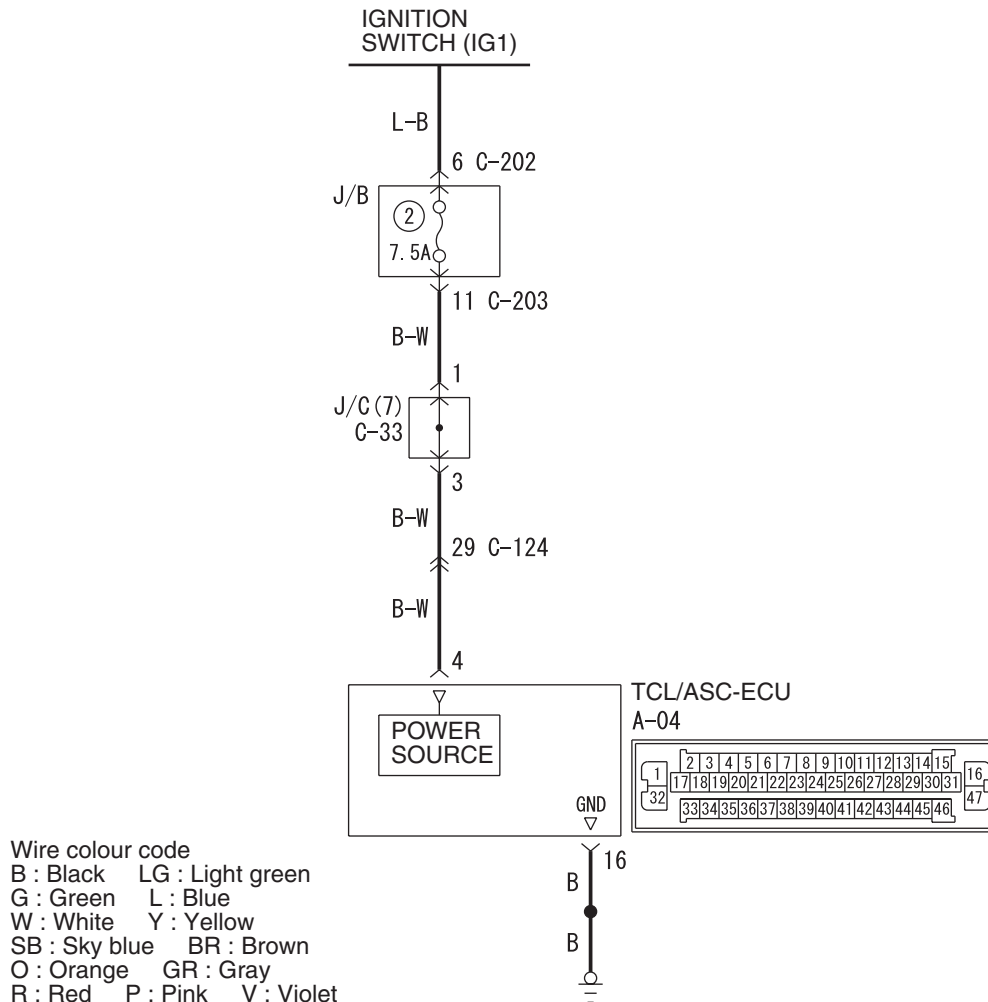 IGNITION
SWITCH (IG1)
L-B
6 C-202
J/B
2
7.5A
11 C-203
B-W
1
J/C(7)
C-33
3
B-W
29 C-124
B-W
4
TCL/ASC-ECU
A-04
POWER
SOURCE
GND
1 2 3 4 5 6 7 8 9 10 11 12 13 14 15 16
17 18 19 20 21 22 23 24 25 26 27 28 29 30 31
32 33 34 35 36 37 38 39 40 41 42 43 44 45 46 47
16
B
B
Wire colour code
B : Black LG : Light green
G : Green L : Blue
W : White Y : Yellow
SB : Sky blue BR : Brown
O : Orange GR : Gray
R : Red P : Pink V : Violet